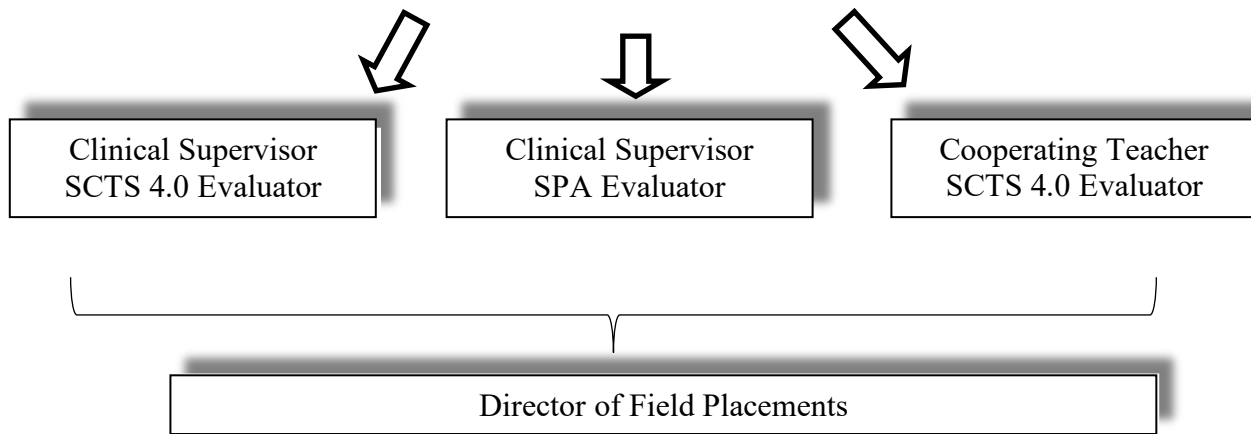 Clinical Supervisor
SCTS 4.0 Evaluator
Clinical Supervisor
SPA Evaluator
Cooperating Teacher
SCTS 4.0 Evaluator
Director of Field Placements